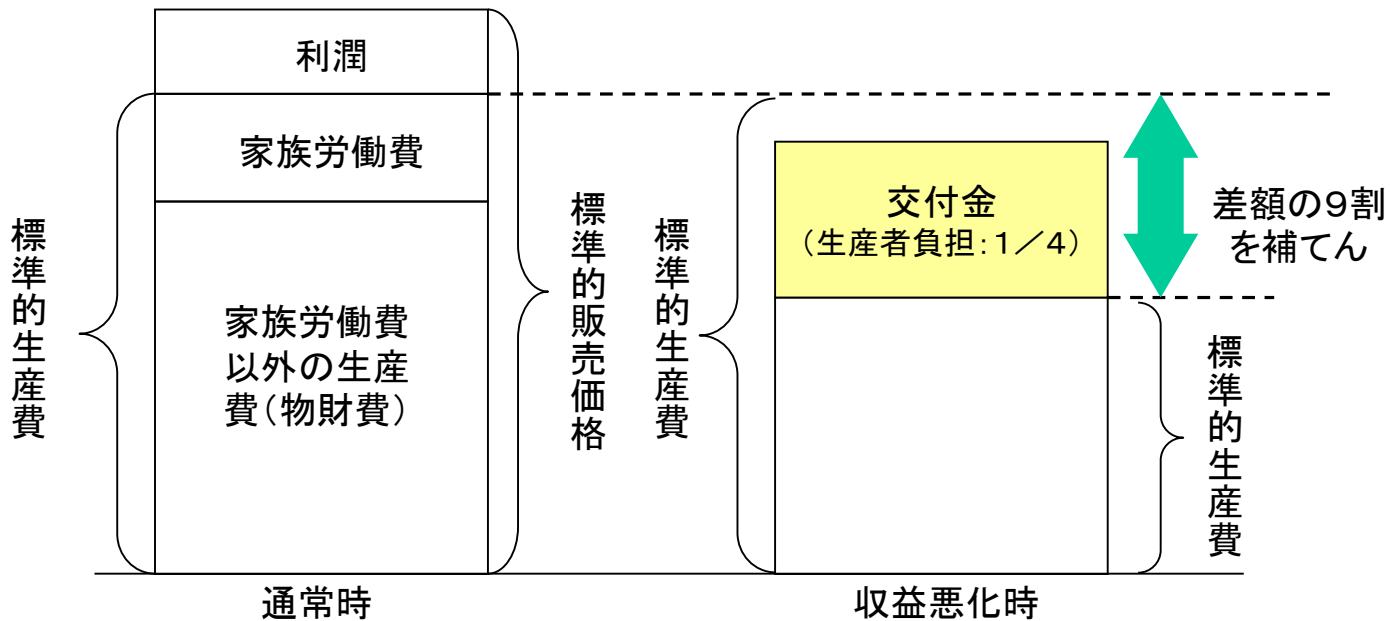 利潤
家族労働費
家族労働費
以外の生産
費（物財費）
標準的生産費
標準的販売価格
通常時
標準的生産費
交付金
（生産者負担：１／４）
差額の９割
を補てん
標準的生産費
収益悪化時